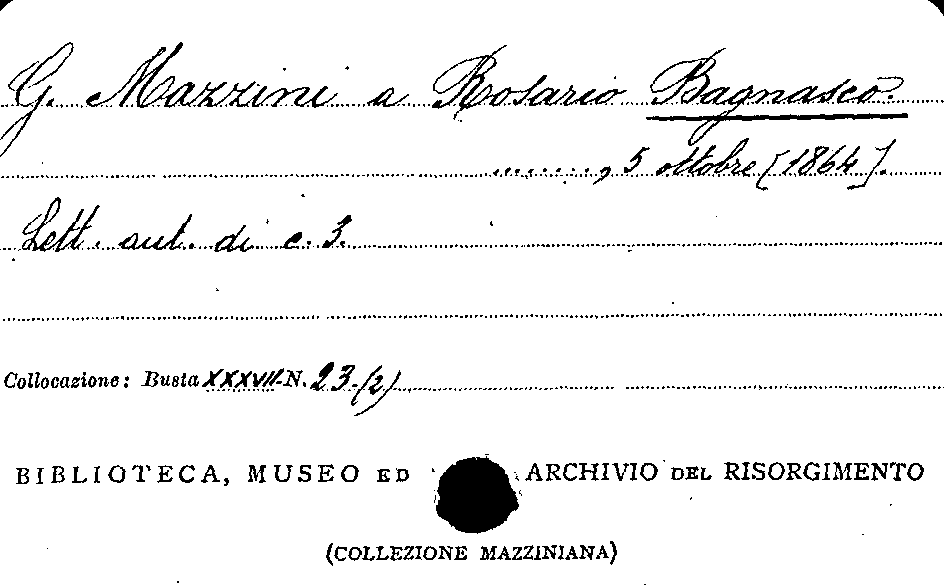 G. Mazzini a Rosario Bagnasco.
........, 5 ottobre [1864].
Lett. aut. di c. 3.
Collocazione: Busta XXXVII-N. 23-(2)
BIBLIOTECA, MUSEO ED ARCHIVIO DEL RISORGIMENTO
(COLLEZIONE MAZZINIANA)